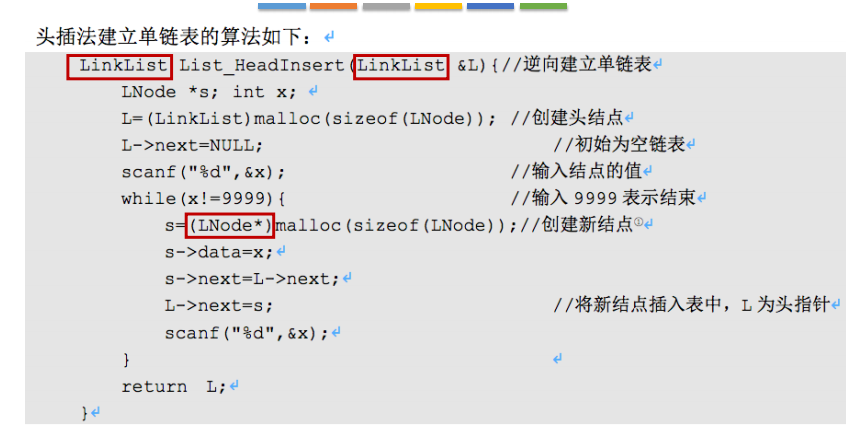 头插法建立单链表的算法如下：
LinkList List_HeadInsert(LinkList &L){//逆向建立单链表
LNode *s; int x;
L=(LinkList)malloc(sizeof(LNode)); //创建头结点
L->next=NULL; //初始为空链表
scanf("%d",&x); //输入结点的值
while(x!=9999){ //输入 9999 表示结束
s=(LNode*)malloc(sizeof(LNode));//创建新结点①
s->data=x;
s->next=L->next;
L->next=s; //将新结点插入表中，L 为头指针
scanf("%d",&x);
}
return L;
}